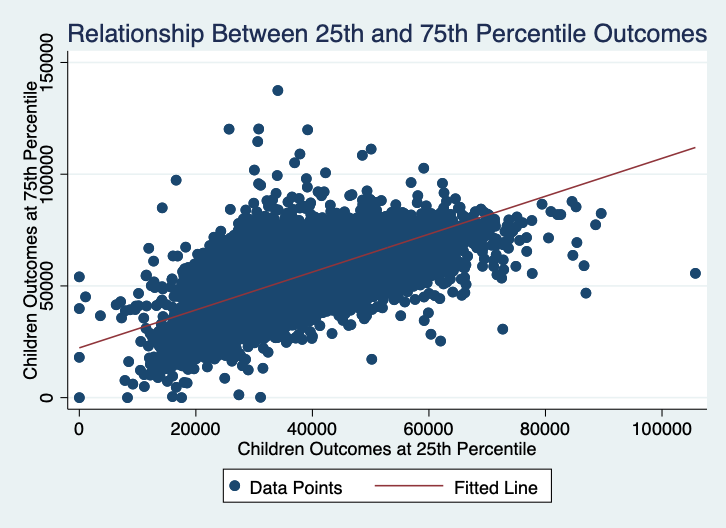 Relationship Between 25th and 75th Percentile Outcomes
Children Outcomes at 75th Percentile
150000
100000
50000
0
0 20000 40000 60000 80000 100000
Children Outcomes at 25th Percentile
Data Points Fitted Line